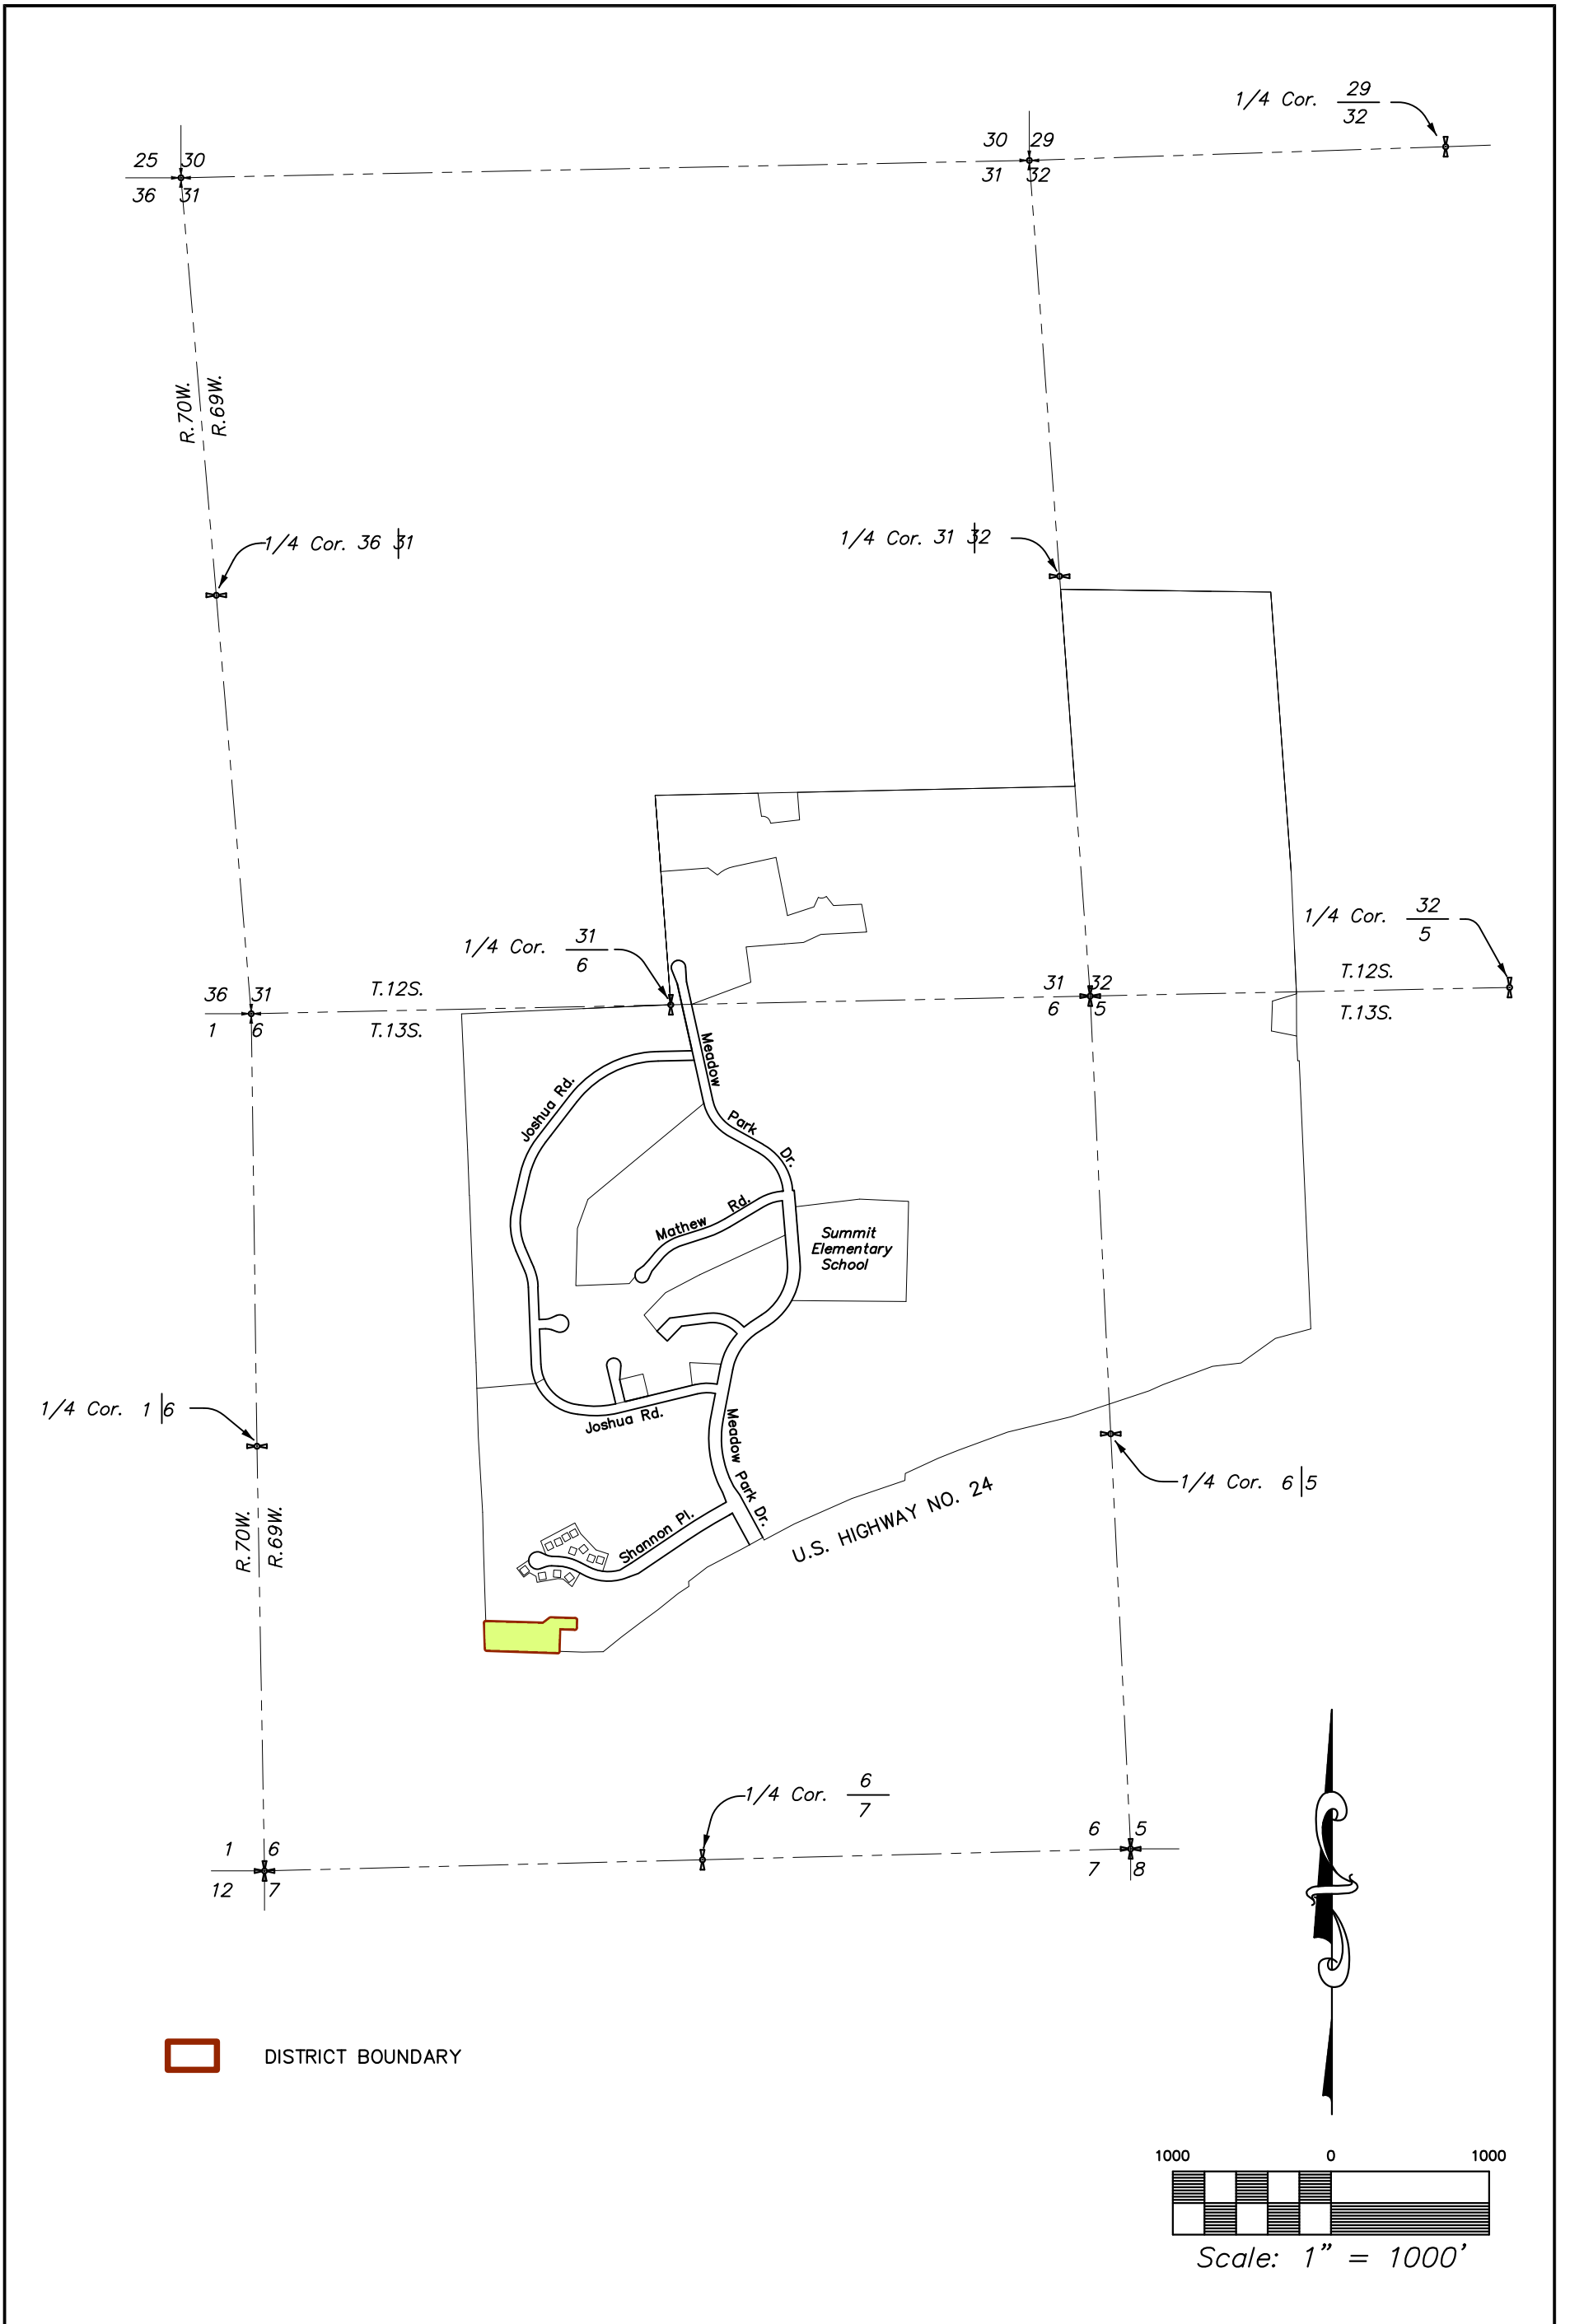 1/4 Cor. 29
32
25 30
36 31
30 29
31 32
R.70W.
R.69W.
1/4 Cor. 36 31
1/4 Cor. 31 32
1/4 Cor. 31
6
1/4 Cor. 32
5
36 31
1 6
T.12S.
T.13S.
31 32
6 5
T.12S.
T.13S.
Meadow
Park
Dr.
Joshua Rd.
Mathew Rd.
Summit
Elementary
School
1/4 Cor. 1 6
Joshua Rd.
Meadow Park Dr.
1/4 Cor. 6 5
U.S. HIGHWAY NO. 24
Shannon Pl.
R.70W.
R.69W.
1/4 Cor. 6
7
1 6
12 7
6 5
7 8
DISTRICT BOUNDARY
1000 0 1000
Scale: 1" = 1000'